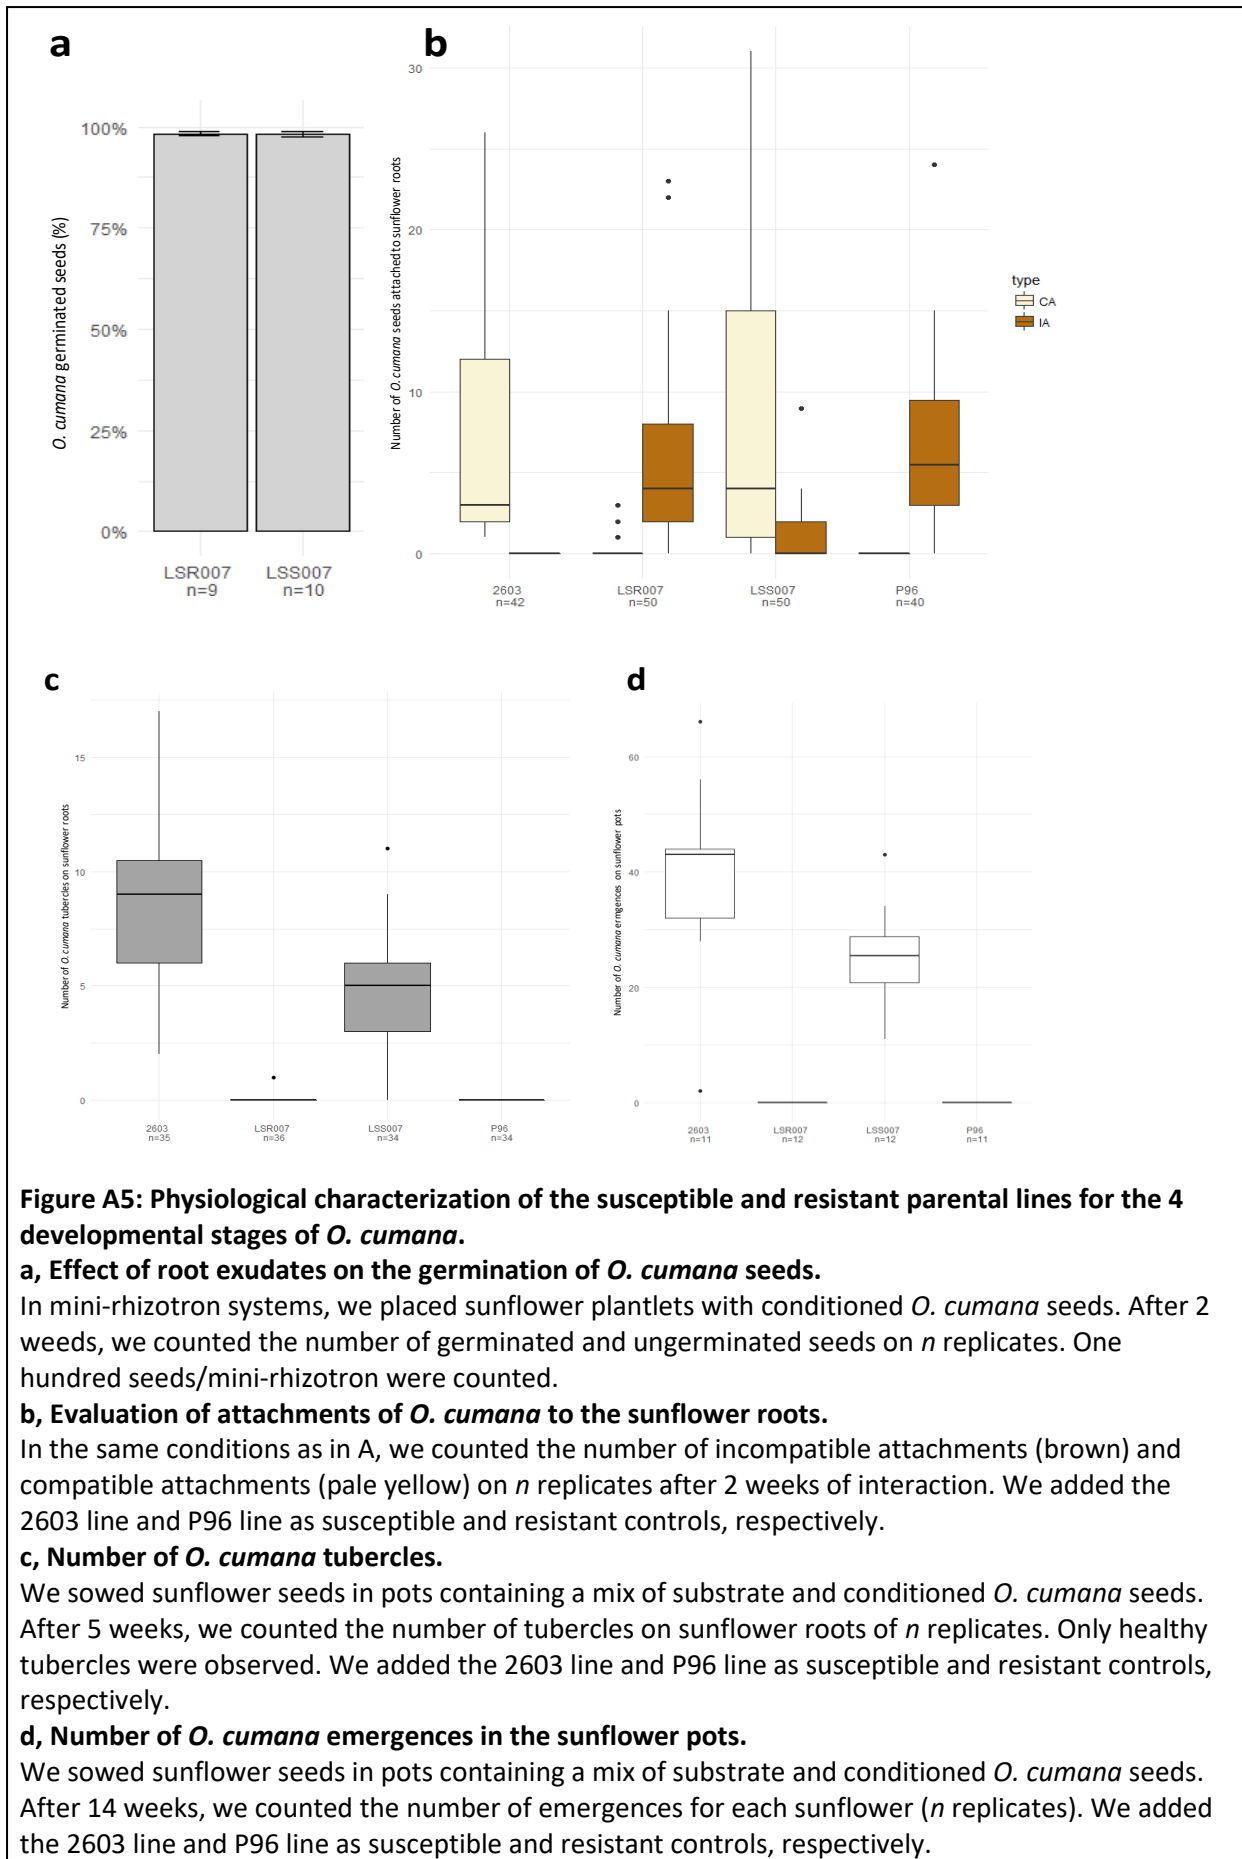 a
100%
75%
50%
25%
0%
O. cumana germinated seeds (%)
LSR007
n=9
LSS007
n=10
b
30
20
10
0
Number of O. cumana seeds attached to sunflower roots
2603
n=42
LSR007
n=50
LSS007
n=50
P96
n=40
type
CA
IA
c
15
10
5
0
Number of O. cumana tubercles on sunflower roots
2603
n=35
LSR007
n=36
LSS007
n=34
P96
n=34
d
60
40
20
0
Number of O. cumana ermgences on sunflower pots
2603
n=11
LSR007
n=12
LSS007
n=12
P96
n=11
Figure A5: Physiological characterization of the susceptible and resistant parental lines for the 4
developmental stages of O. cumana.
a, Effect of root exudates on the germination of O. cumana seeds.
In mini-rhizotron systems, we placed sunflower plantlets with conditioned O. cumana seeds. After 2
weeds, we counted the number of germinated and ungerminated seeds on n replicates. One
hundred seeds/mini-rhizotron were counted.
b, Evaluation of attachments of O. cumana to the sunflower roots.
In the same conditions as in A, we counted the number of incompatible attachments (brown) and
compatible attachments (pale yellow) on n replicates after 2 weeks of interaction. We added the
2603 line and P96 line as susceptible and resistant controls, respectively.
c, Number of O. cumana tubercles.
We sowed sunflower seeds in pots containing a mix of substrate and conditioned O. cumana seeds.
After 5 weeks, we counted the number of tubercles on sunflower roots of n replicates. Only healthy
tubercles were observed. We added the 2603 line and P96 line as susceptible and resistant controls,
respectively.
d, Number of O. cumana emergences in the sunflower pots.
We sowed sunflower seeds in pots containing a mix of substrate and conditioned O. cumana seeds.
After 14 weeks, we counted the number of emergences for each sunflower (n replicates). We added
the 2603 line and P96 line as susceptible and resistant controls, respectively.